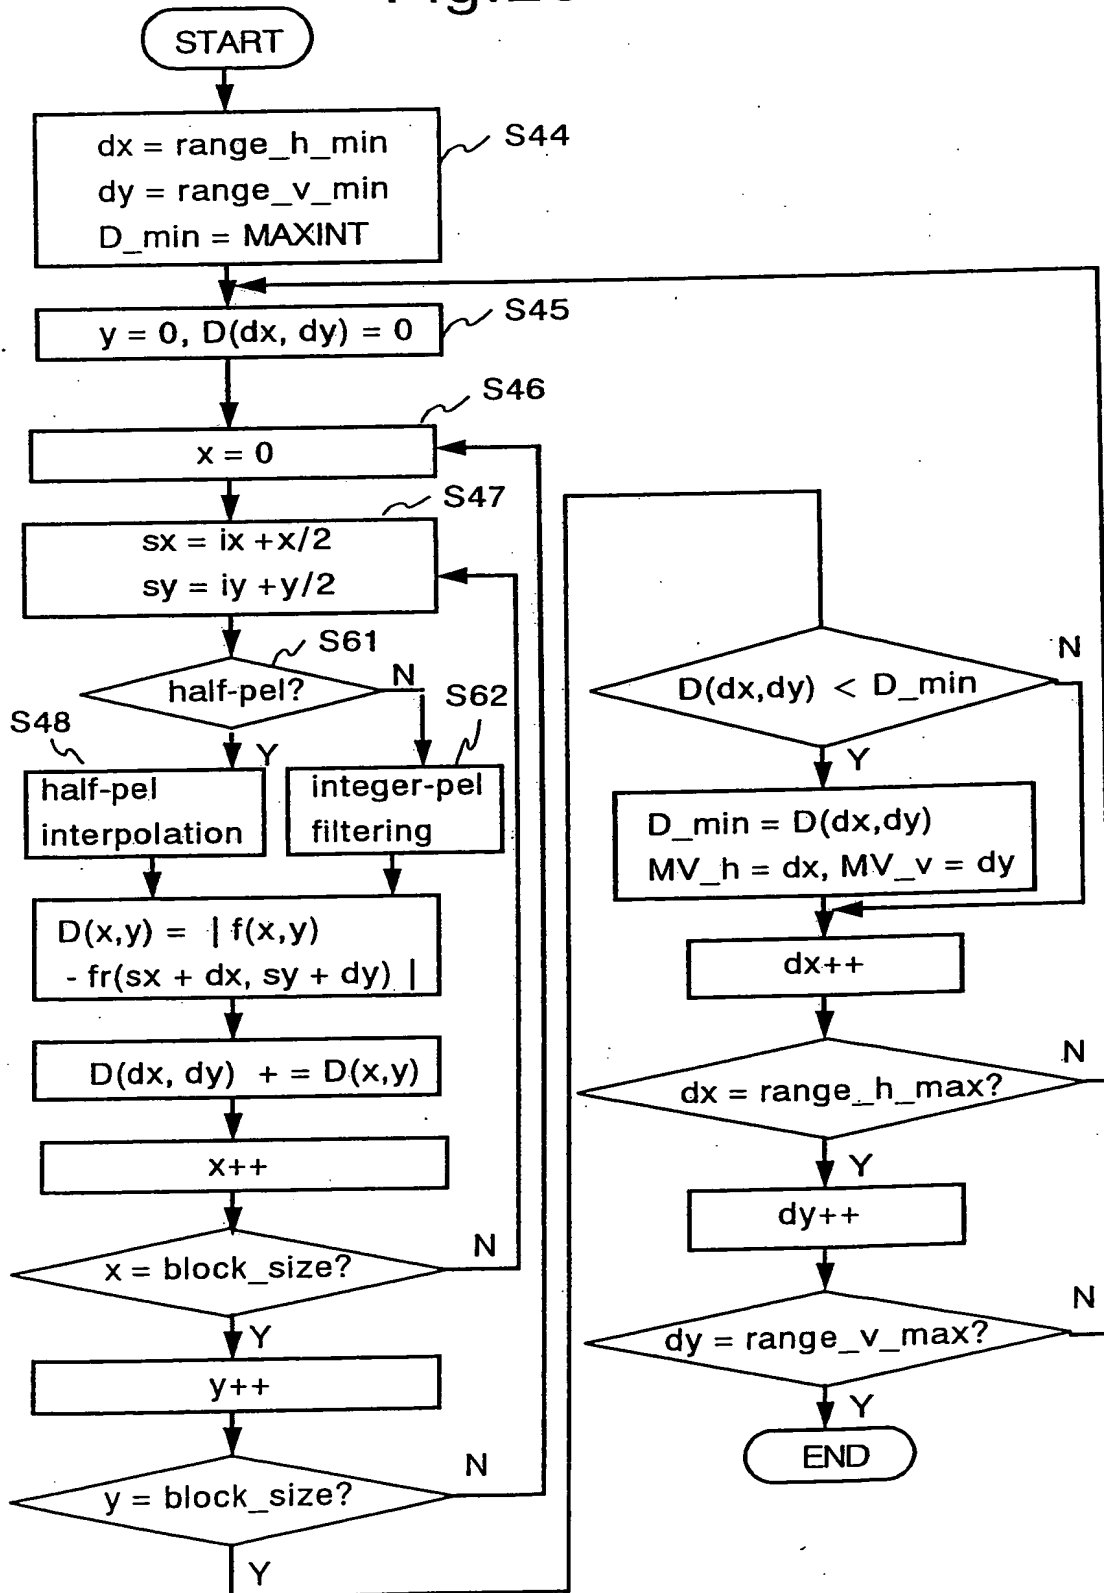 START
dx = range_h_min
dy = range_v_min
D_min = MAXINT
S44
y = 0, D(dx, dy) = 0
S45
S46
x = 0
S47
sx = ix +x/2
sy = iy +y/2
S61
half-pel?
N
S62
S48
Y
half-pel
interpolation
integer-pel
filtering
D(x,y) = | f(x,y)
- fr(sx + dx, sy + dy) |
D(dx, dy) + = D(x,y)
x++
x = block_size?
N
Y
y++
y = block_size?
N
Y
D(dx,dy) < D_min
N
Y
D_min = D(dx,dy)
MV_h = dx, MV_v = dy
dx++
dx = range_h_max?
N
Y
dy++
dy = range_v_max?
N
Y
END